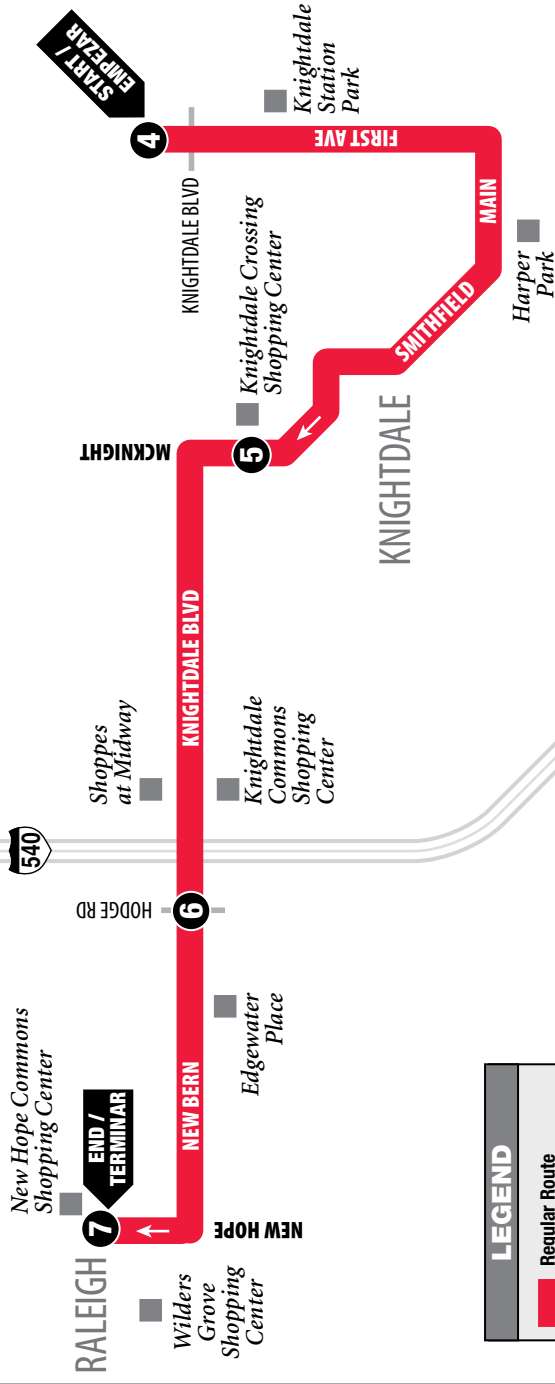 RALEIGH
New Hope Commons
Shopping Center
7
END /
TERMINAR
Wilders
Grove
Shopping
Center
NEW HOPE
NEW BERN
Edgewater
Place
HODGE RD
6
540
Shoppes
at Midway
Knightdale
Commons
Shopping
Center
KNIGHTDALE BLVD
MCKNIGHT
5
Knightdale Crossing
Shopping Center
KNIGHTDALE
SMITHFIELD
Harper
Park
MAIN
FIRST AVE
Knightdale
Station
Park
KNIGHTDALE BLVD
4
START /
EMPEZAR
LEGEND
Regular Route